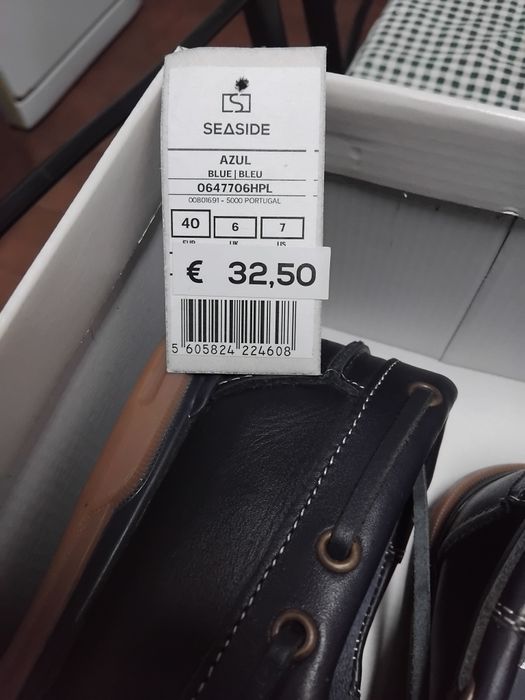 SEASIDE
AZUL
BLUE | BLEU
0647706HPL
00801691 - 5000 PORTUGAL
40 6 7
EUR UK US
€ 32,50
5 605824 224608